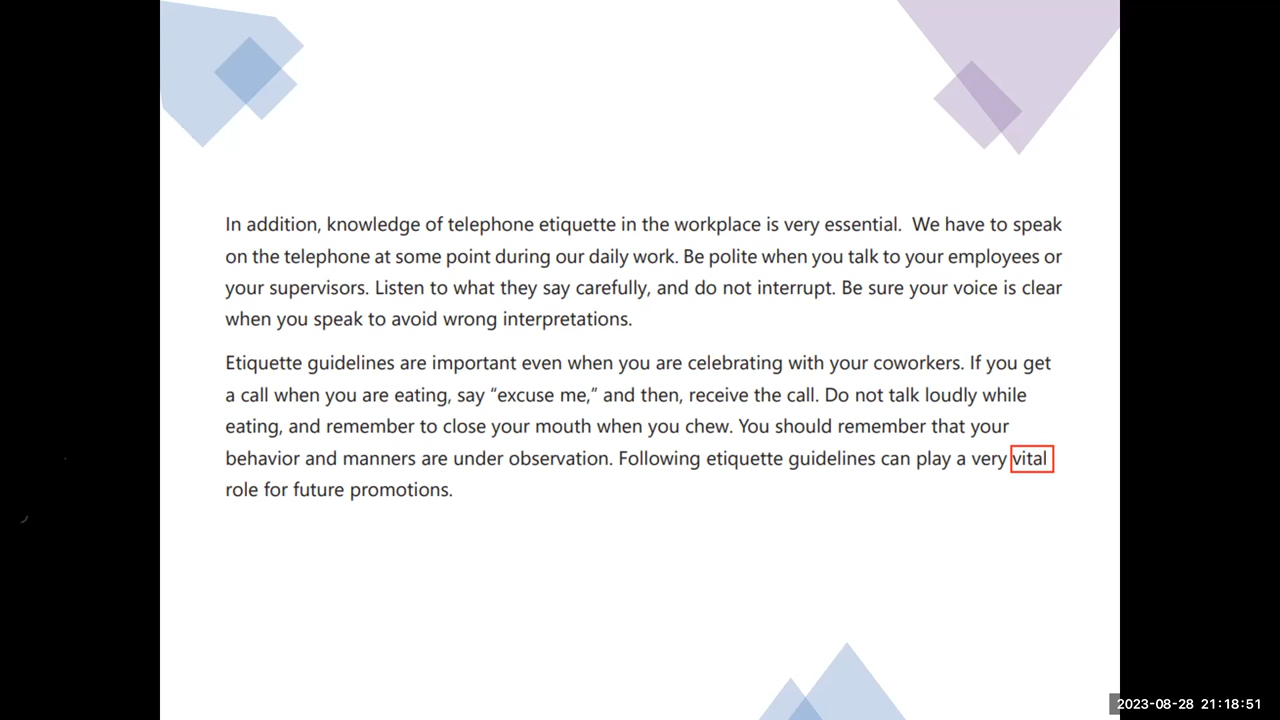 In addition, knowledge of telephone etiquette in the workplace is very essential.  We have to speak
on the telephone at some point during our daily work. Be polite when you talk to your employees or
your supervisors. Listen to what they say carefully, and do not interrupt. Be sure your voice is clear
when you speak to avoid wrong interpretations.
Etiquette guidelines are important even when you are celebrating with your coworkers. If you get
a call when you are eating, say “excuse me,” and then, receive the call. Do not talk loudly while
eating, and remember to close your mouth when you chew. You should remember that your
behavior and manners are under observation. Following etiquette guidelines can play a very vital
role for future promotions.
2023-08-28 21:18:51